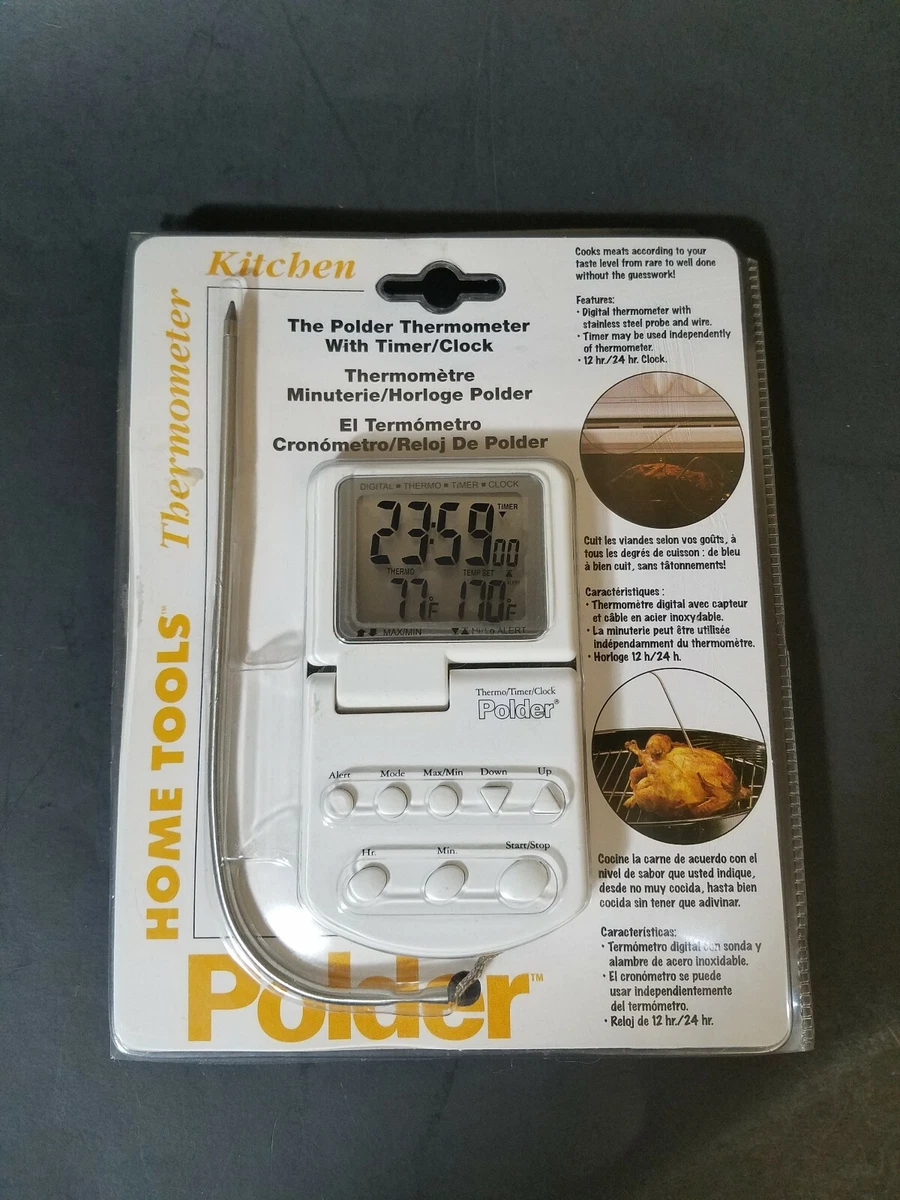 Kitchen
Thermometer
HOME TOOLS™
The Polder Thermometer
With Timer/Clock
Thermomètre
Minuterie/Horloge Polder
El Termómetro
Cronómetro/Reloj De Polder
DIGITAL ■ THERMO ■ TIMER ■ CLOCK
TIMER
23:59 00
THERMO TEMP SET
77°F 170°F
MAX/MIN Hi/Lo ALERT
Thermo/Timer/Clock
Polder®
Alert Mode Max/Min Down Up
Hr. Min. Start/Stop
Polder™
Cooks meats according to your
taste level from rare to well done
without the guesswork!
Features:
• Digital thermometer with
stainless steel probe and wire.
• Timer may be used independently
of thermometer.
• 12 hr./24 hr. Clock.
Cuit les viandes selon vos goûts, à
tous les degrés de cuisson : de bleu
à bien cuit, sans tâtonnements!
Caractéristiques :
• Thermomètre digital avec capteur
et câble en acier inoxydable.
• La minuterie peut être utilisée
indépendamment du thermomètre.
• Horloge 12 h/24 h.
Cocine la carne de acuerdo con el
nivel de sabor que usted indique,
desde no muy cocida, hasta bien
cocida sin tener que adivinar.
Características:
• Termómetro digital con sonda y
alambre de acero inoxidable.
• El cronómetro se puede
usar independientemente
del termómetro.
• Reloj de 12 hr./24 hr.